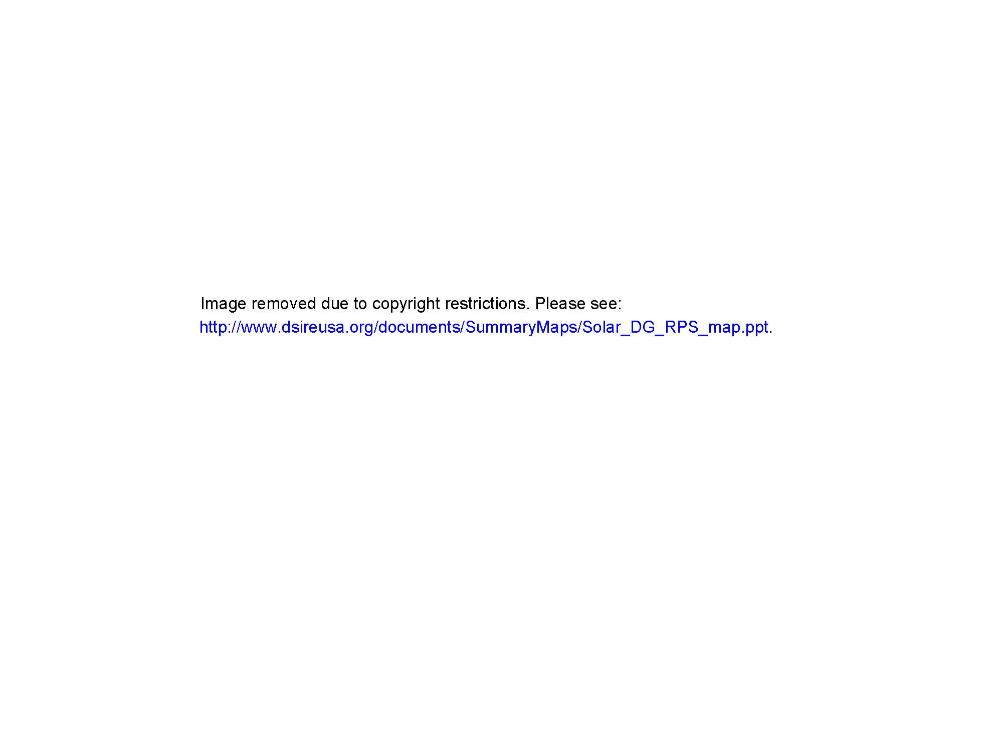 Image removed due to copyright restrictions. Please see:
http://www.dsireusa.org/documents/SummaryMaps/Solar_DG_RPS_map.ppt.